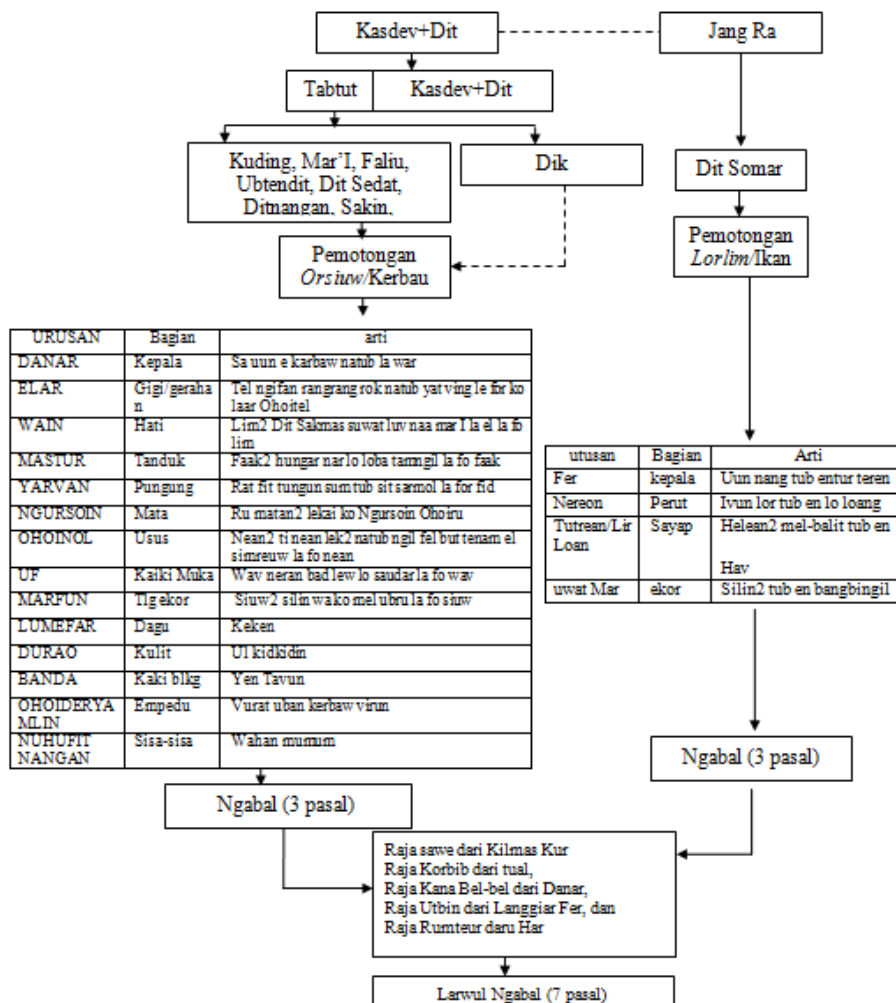 Kasdev+Dit
Jang Ra
Tabtut
Kasdev+Dit
Kuding, Mar'I, Faliu,
Ubtendit, Dit Sedat,
Ditnangan, Sakin,
Dik
Dit Somar
Pemotongan
Orsiuw/Kerbau
Pemotongan
Lorlim/Ikan
URUSAN Bagian arti
DANAR Kepala Sa uun e karbaw natub la war
ELAR Gigi/geraha
n Tel ngifan rangrang rok natub yat ving le for ko
laar Ohoitel
WAIN Hati Lim2 Dit Sakmas suwat luv naa mar I la el la fo
lim
MASTUR Tanduk Faak2 hungar nar lo loba tarringil la fo faak
YARVAN Pungung Rat fit tungun sum tub sit sarmol la for fid
NGURSOIN Mata Ru matan2 lekai ko Ngursoin Ohoiru
OHOINOL Usus Nean2 ti nean lek2 natub ngil fel but tenam el
simreuw la fo nean
UF Kaiki Muka Wav neran bad lew lo saudar la fo wav
MARFUN Tlg ekor Siuw2 silin wa ko mel ubru la fo siuw
LUMEFAR Dagu Keken
DURAO Kulit Ul kidkidin
BANDA Kaki blkg Yen Tavun
OHOIDERYA
MLIN Empedu Vurat uban kerbaw virun
NUHUFIT
NANGAN Sisa-sisa Wahan mumum
utusan Bagian Arti
Fer kepala Uun nang tub entur teren
Nereon Perut Ivun lor tub en lo loang
Tutrean/Lir
Loan Sayap Helean2 mel-balit tub en
Hav
uwat Mar ekor Silin2 tub en bangbingil
Ngabal (3 pasal)
Ngabal (3 pasal)
Raja sawe dari Kilmas Kur
Raja Korbib dari tual,
Raja Kana Bel-bel dari Danar,
Raja Utbin dari Langgiar Fer, dan
Raja Rumteur daru Har
Larwul Ngabal (7 pasal)